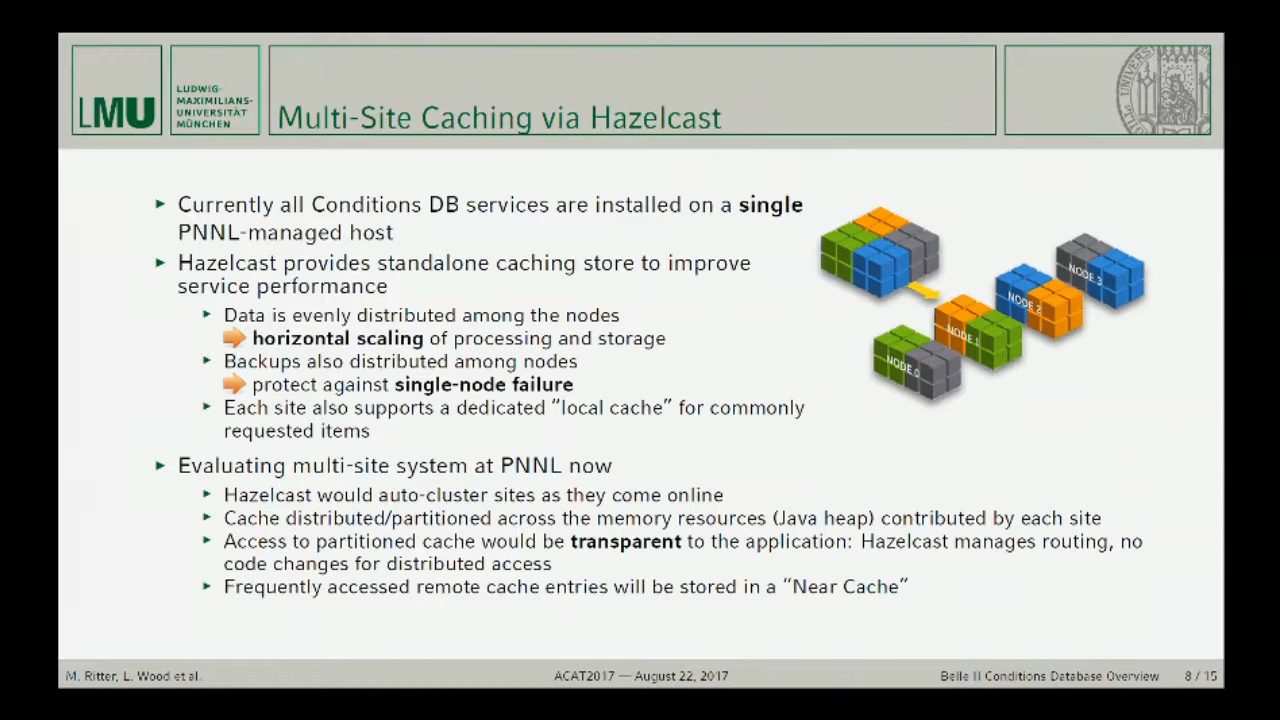 LMU
LUDWIG-
MAXIMILIANS-
UNIVERSITÄT
MÜNCHEN
Multi-Site Caching via Hazelcast
Currently all Conditions DB services are installed on a single
PNNL-managed host
Hazelcast provides standalone caching store to improve
service performance
Data is evenly distributed among the nodes
horizontal scaling of processing and storage
Backups also distributed among nodes
protect against single-node failure
Each site also supports a dedicated “local cache” for commonly
requested items
NODE 3
NODE 2
NODE 1
NODE 0
Evaluating multi-site system at PNNL now
Hazelcast would auto-cluster sites as they come online
Cache distributed/partitioned across the memory resources (Java heap) contributed by each site
Access to partitioned cache would be transparent to the application: Hazelcast manages routing, no
code changes for distributed access
Frequently accessed remote cache entries will be stored in a “Near Cache”
M. Ritter, L. Wood et al.
ACAT2017 — August 22, 2017
Belle II Conditions Database Overview
8 / 15